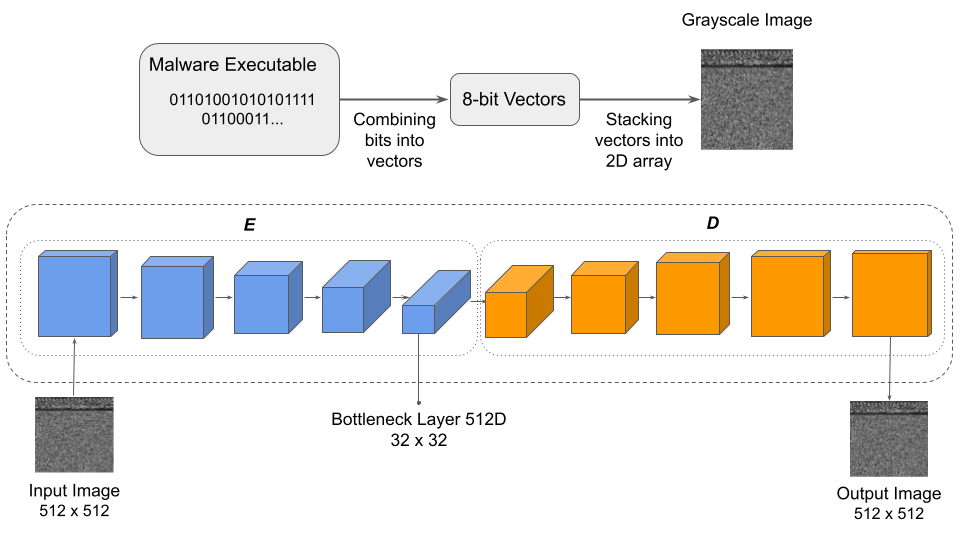 Grayscale Image
Malware Executable
01101001010101111
01100011...
8-bit Vectors
Combining
bits into
vectors
Stacking
vectors into
2D array
E
D
Bottleneck Layer 512D
32 x 32
Input Image
512 x 512
Output Image
512 x 512